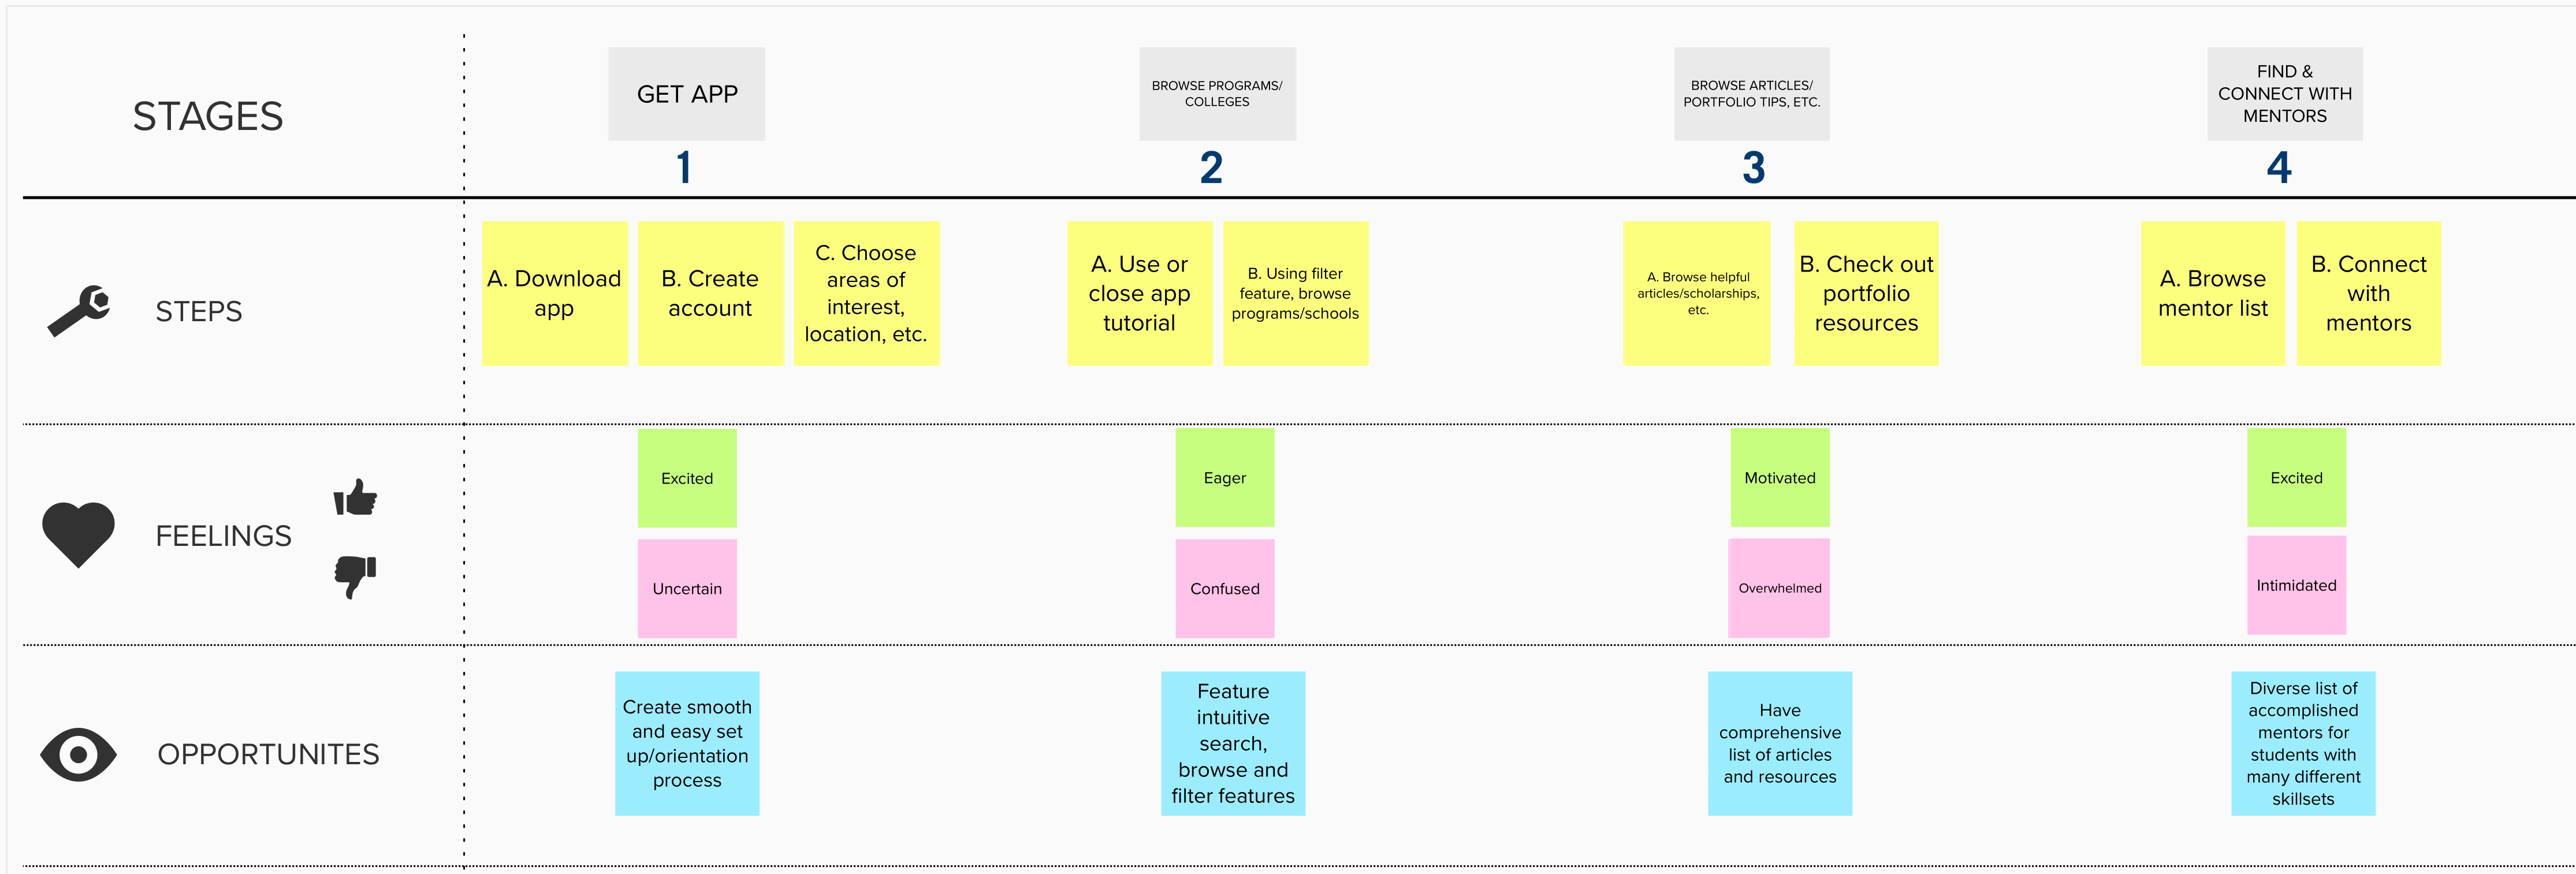 STAGES
GET APP
1
BROWSE PROGRAMS/
COLLEGES
2
BROWSE ARTICLES/
PORTFOLIO TIPS, ETC.
3
FIND &
CONNECT WITH
MENTORS
4
STEPS
A. Download
app
B. Create
account
C. Choose
areas of
interest,
location, etc.
A. Use or
close app
tutorial
B. Using filter
feature, browse
programs/schools
A. Browse helpful
articles/scholarships,
etc.
B. Check out
portfolio
resources
A. Browse
mentor list
B. Connect
with
mentors
FEELINGS
Excited
Uncertain
Eager
Confused
Motivated
Overwhelmed
Excited
Intimidated
OPPORTUNITES
Create smooth
and easy set
up/orientation
process
Feature
intuitive
search,
browse and
filter features
Have
comprehensive
list of articles
and resources
Diverse list of
accomplished
mentors for
students with
many different
skillsets